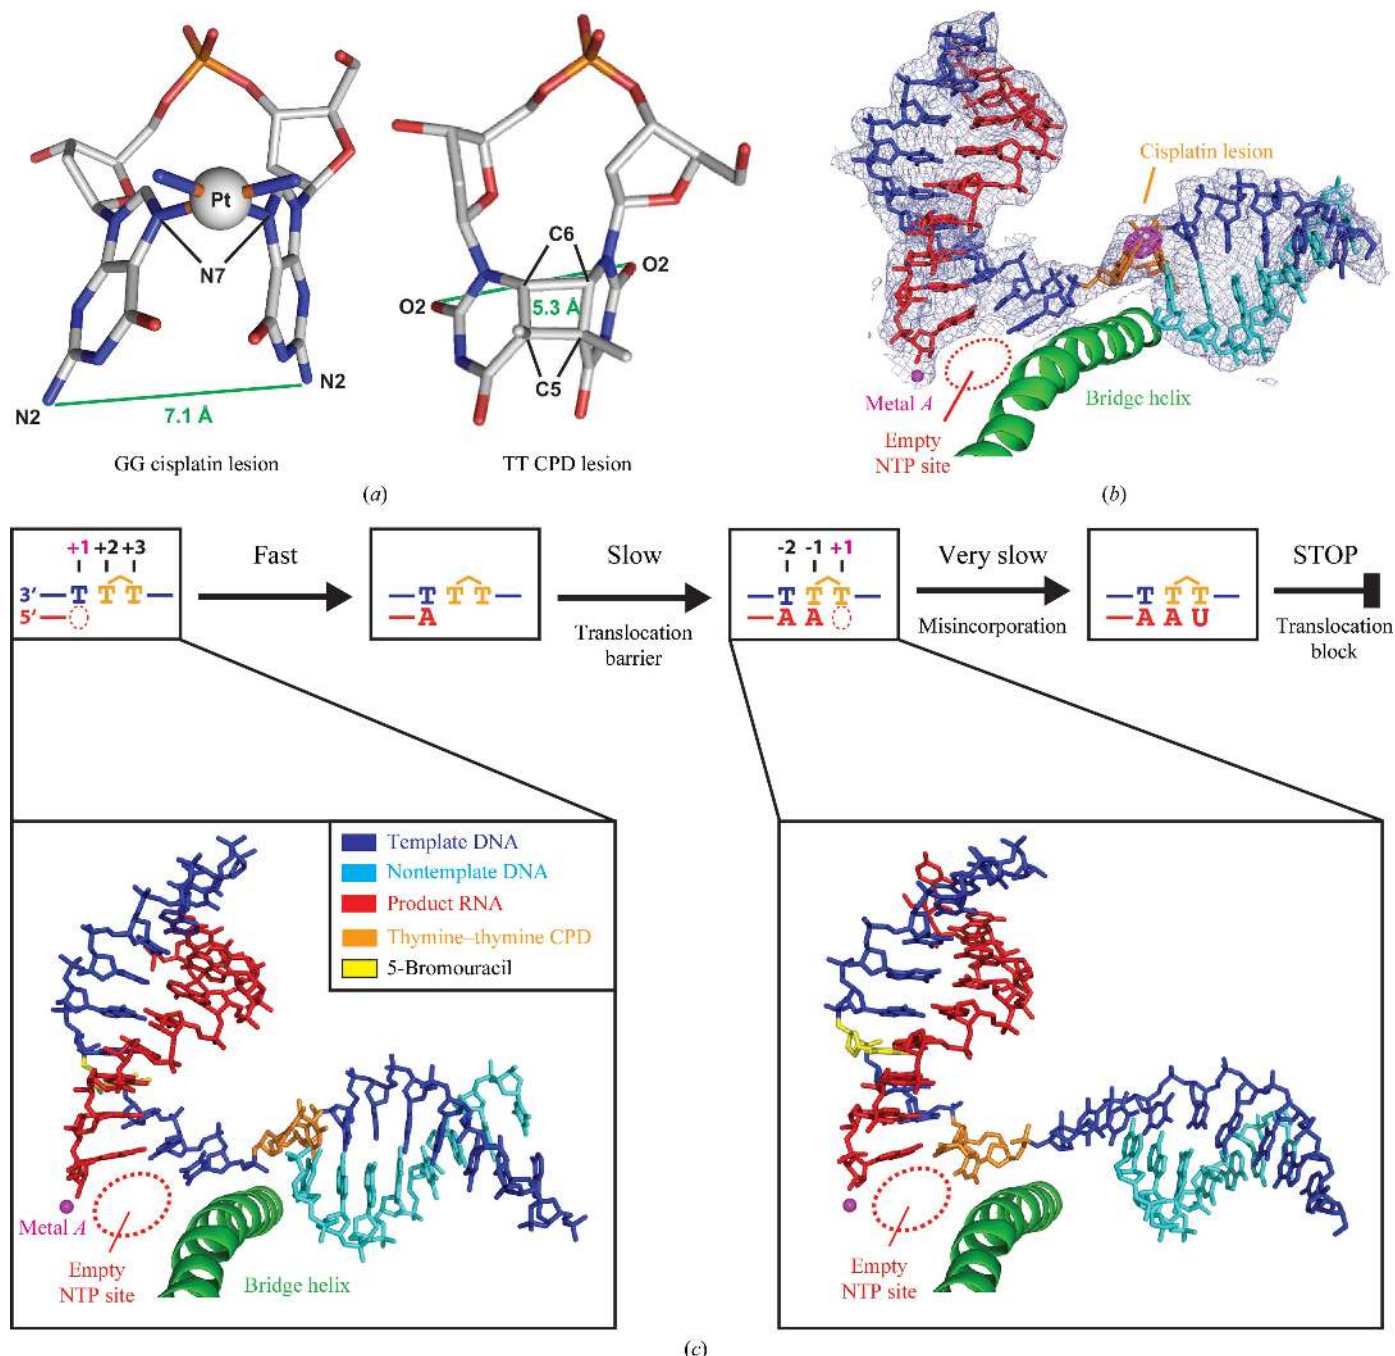 Pt
N7
N2
N2
7.1 Å
GG cisplatin lesion
C6
O2
O2
5.3 Å
C5
TT CPD lesion
(a)
Cisplatin lesion
Metal A
Bridge helix
Empty
NTP site
(b)
+1 +2 +3
3′ T T T
5′
Fast
T T T
A
Slow
Translocation
barrier
-2 -1 +1
T T T
A A
Very slow
Misincorporation
T T T
A A U
STOP
Translocation
block
Template DNA
Nontemplate DNA
Product RNA
Thymine–thymine CPD
5-Bromouracil
Metal A
Empty
NTP site
Bridge helix
Metal A
Empty
NTP site
Bridge helix
(c)